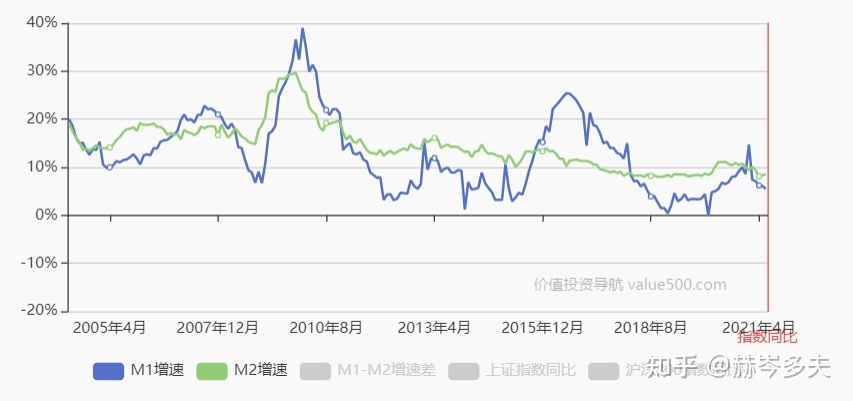 40%
30%
20%
10%
0%
-10%
-20%
价值投资导航 value500.com
2005年4月 2007年12月 2010年8月 2013年4月 2015年12月 2018年8月 2021年4月
指数同比
M1增速 M2增速 M1-M2增速差 上证指数同比 沪
知乎 @赫岑多夫